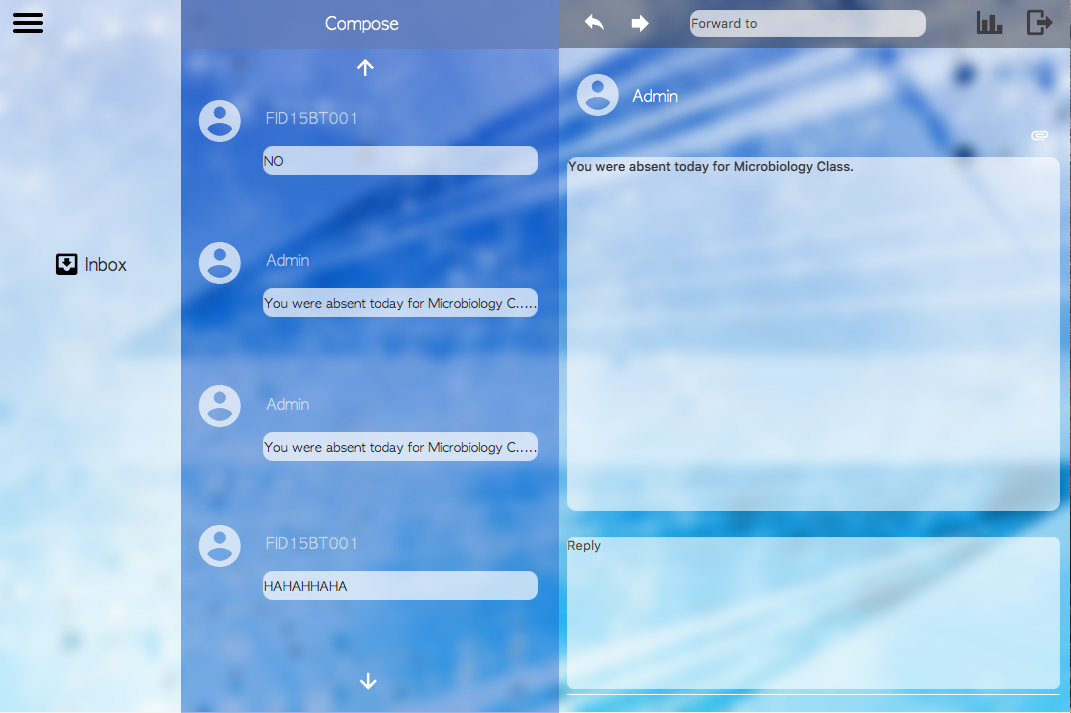 Compose
Forward to
Inbox
FID15BT001
NO
Admin
You were absent today for Microbiology C.....
Admin
You were absent today for Microbiology C.....
FID15BT001
HAHAHHAHA
Admin
You were absent today for Microbiology Class.
Reply